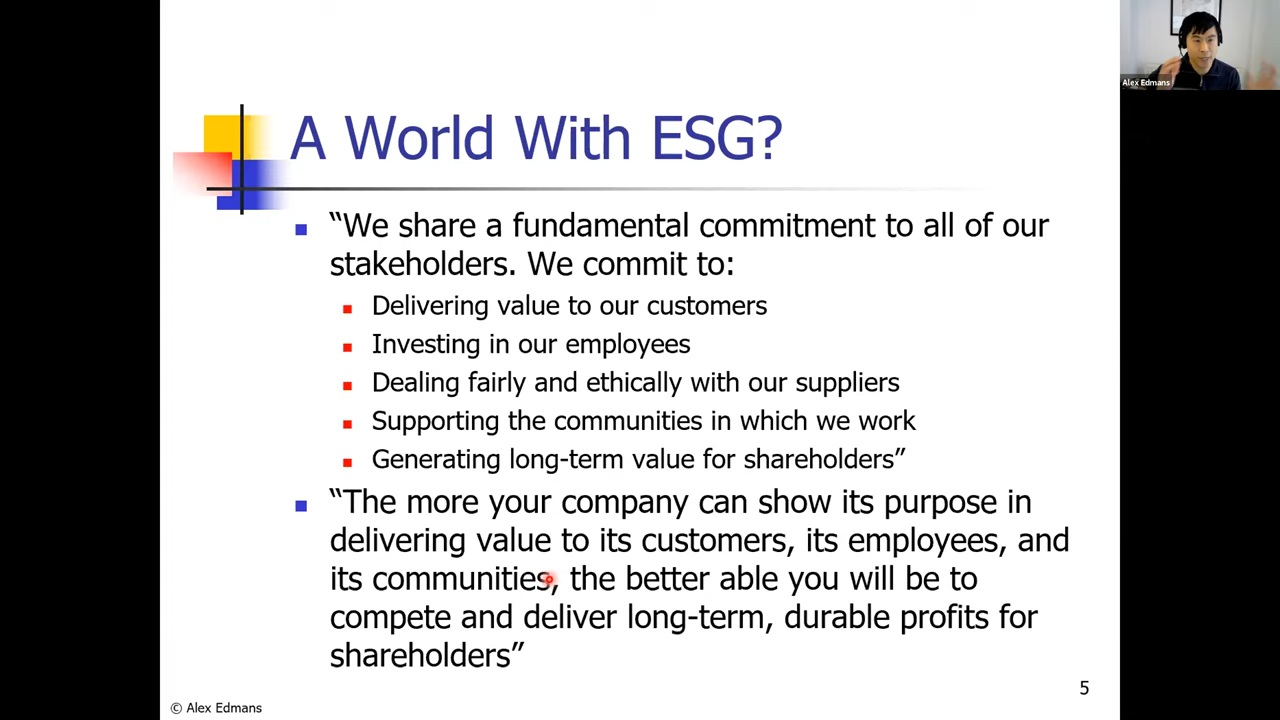 Alex Edmans
A World With ESG?
“We share a fundamental commitment to all of our
stakeholders. We commit to:
Delivering value to our customers
Investing in our employees
Dealing fairly and ethically with our suppliers
Supporting the communities in which we work
Generating long-term value for shareholders”
“The more your company can show its purpose in
delivering value to its customers, its employees, and
its communities, the better able you will be to
compete and deliver long-term, durable profits for
shareholders”
5
© Alex Edmans